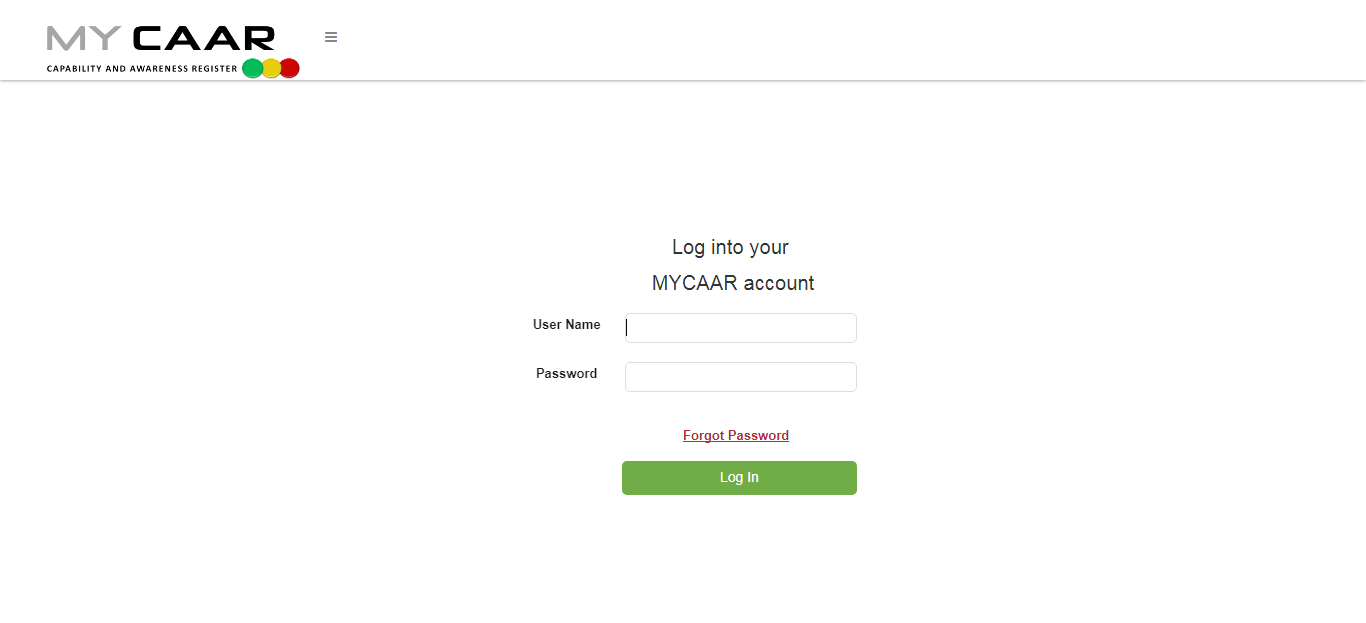 MY CAAR
CAPABILITY AND AWARENESS REGISTER
Log into your
MYCAAR account
User Name
Password
Forgot Password
Log In